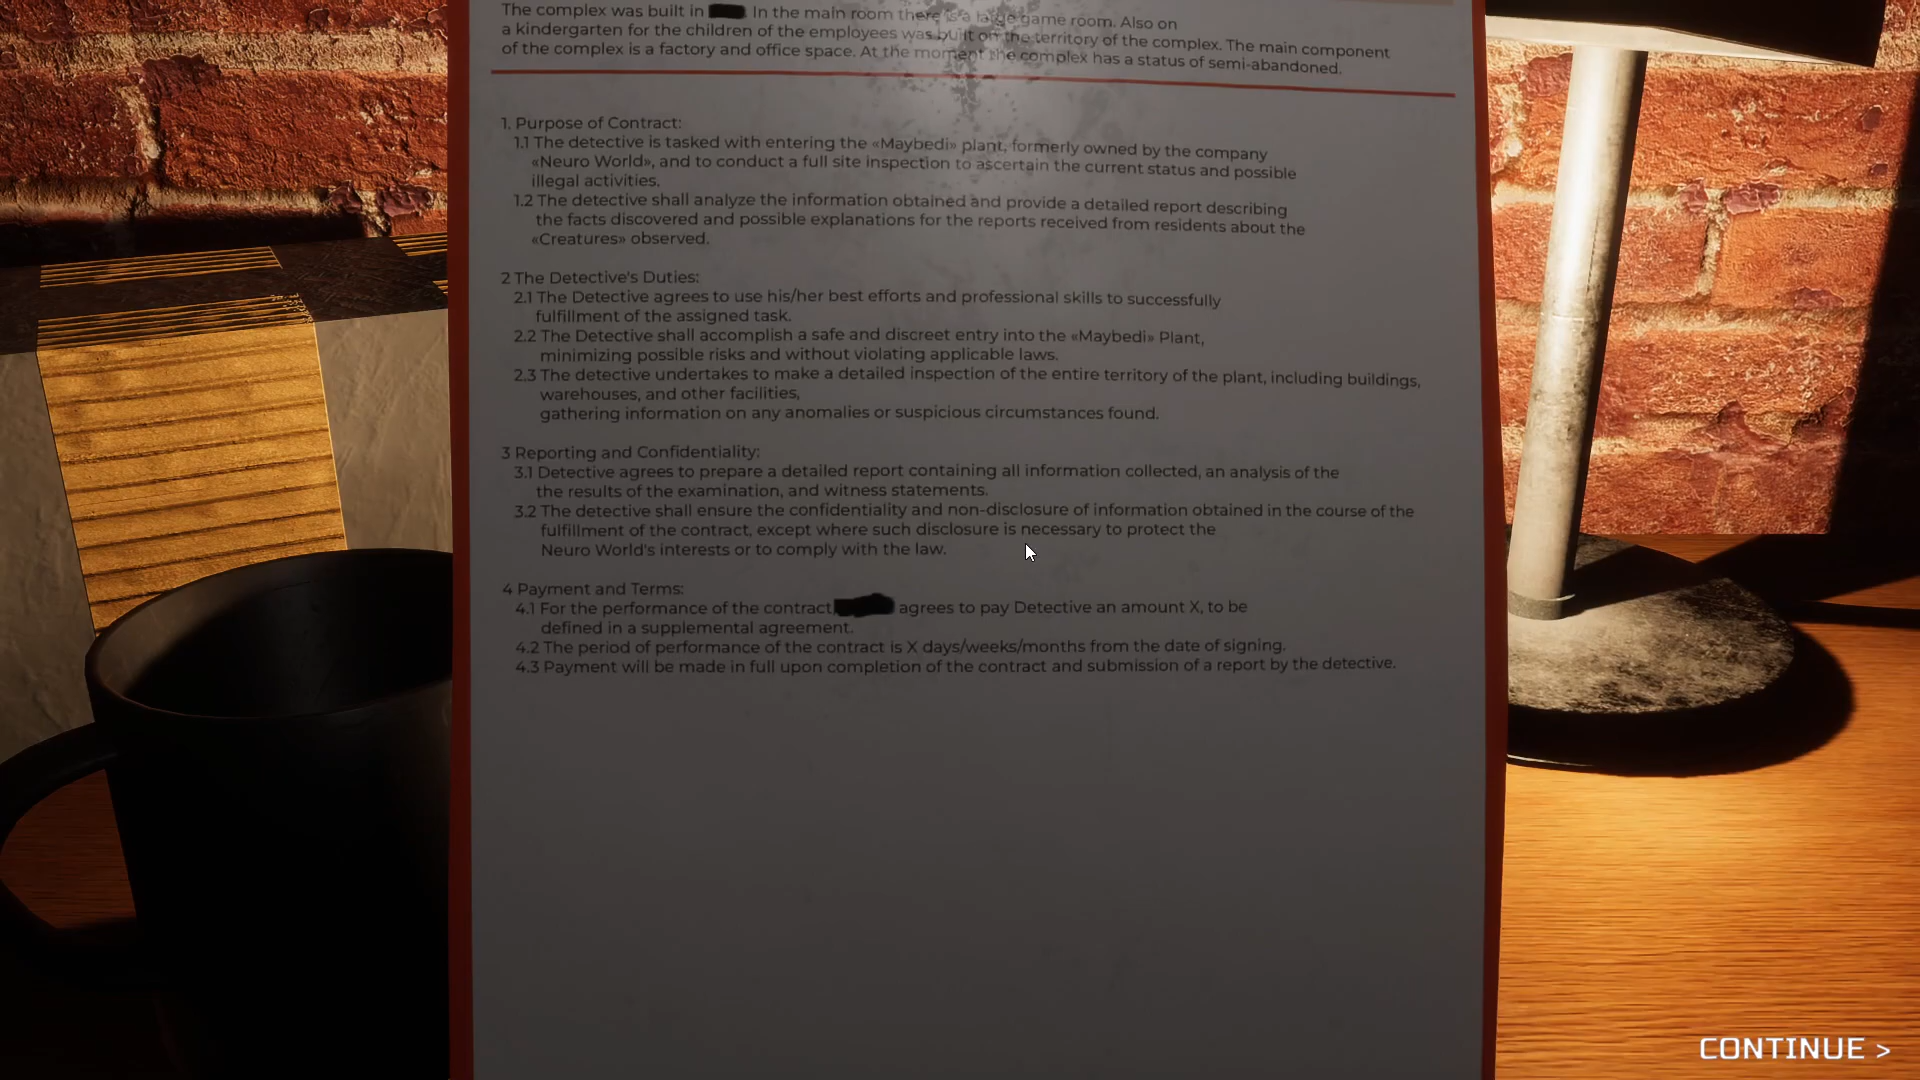 The complex was built in In the main room there is a large game room. Also on
a kindergarten for the children of the employees was built on the territory of the complex. The main component
of the complex is a factory and office space. At the moment the complex has a status of semi-abandoned.
1. Purpose of Contract:
1.1 The detective is tasked with entering the «Maybedi» plant, formerly owned by the company
«Neuro World», and to conduct a full site inspection to ascertain the current status and possible
illegal activities.
1.2 The detective shall analyze the information obtained and provide a detailed report describing
the facts discovered and possible explanations for the reports received from residents about the
«Creatures» observed.
2 The Detective's Duties:
2.1 The Detective agrees to use his/her best efforts and professional skills to successfully
fulfillment of the assigned task.
2.2 The Detective shall accomplish a safe and discreet entry into the «Maybedi» Plant,
minimizing possible risks and without violating applicable laws.
2.3 The detective undertakes to make a detailed inspection of the entire territory of the plant, including buildings,
warehouses, and other facilities,
gathering information on any anomalies or suspicious circumstances found.
3 Reporting and Confidentiality:
3.1 Detective agrees to prepare a detailed report containing all information collected, an analysis of the
the results of the examination, and witness statements.
3.2 The detective shall ensure the confidentiality and non-disclosure of information obtained in the course of the
fulfillment of the contract, except where such disclosure is necessary to protect the
Neuro World's interests or to comply with the law.
4 Payment and Terms:
4.1 For the performance of the contract agrees to pay Detective an amount X, to be
defined in a supplemental agreement.
4.2 The period of performance of the contract is X days/weeks/months from the date of signing.
4.3 Payment will be made in full upon completion of the contract and submission of a report by the detective.
CONTINUE >